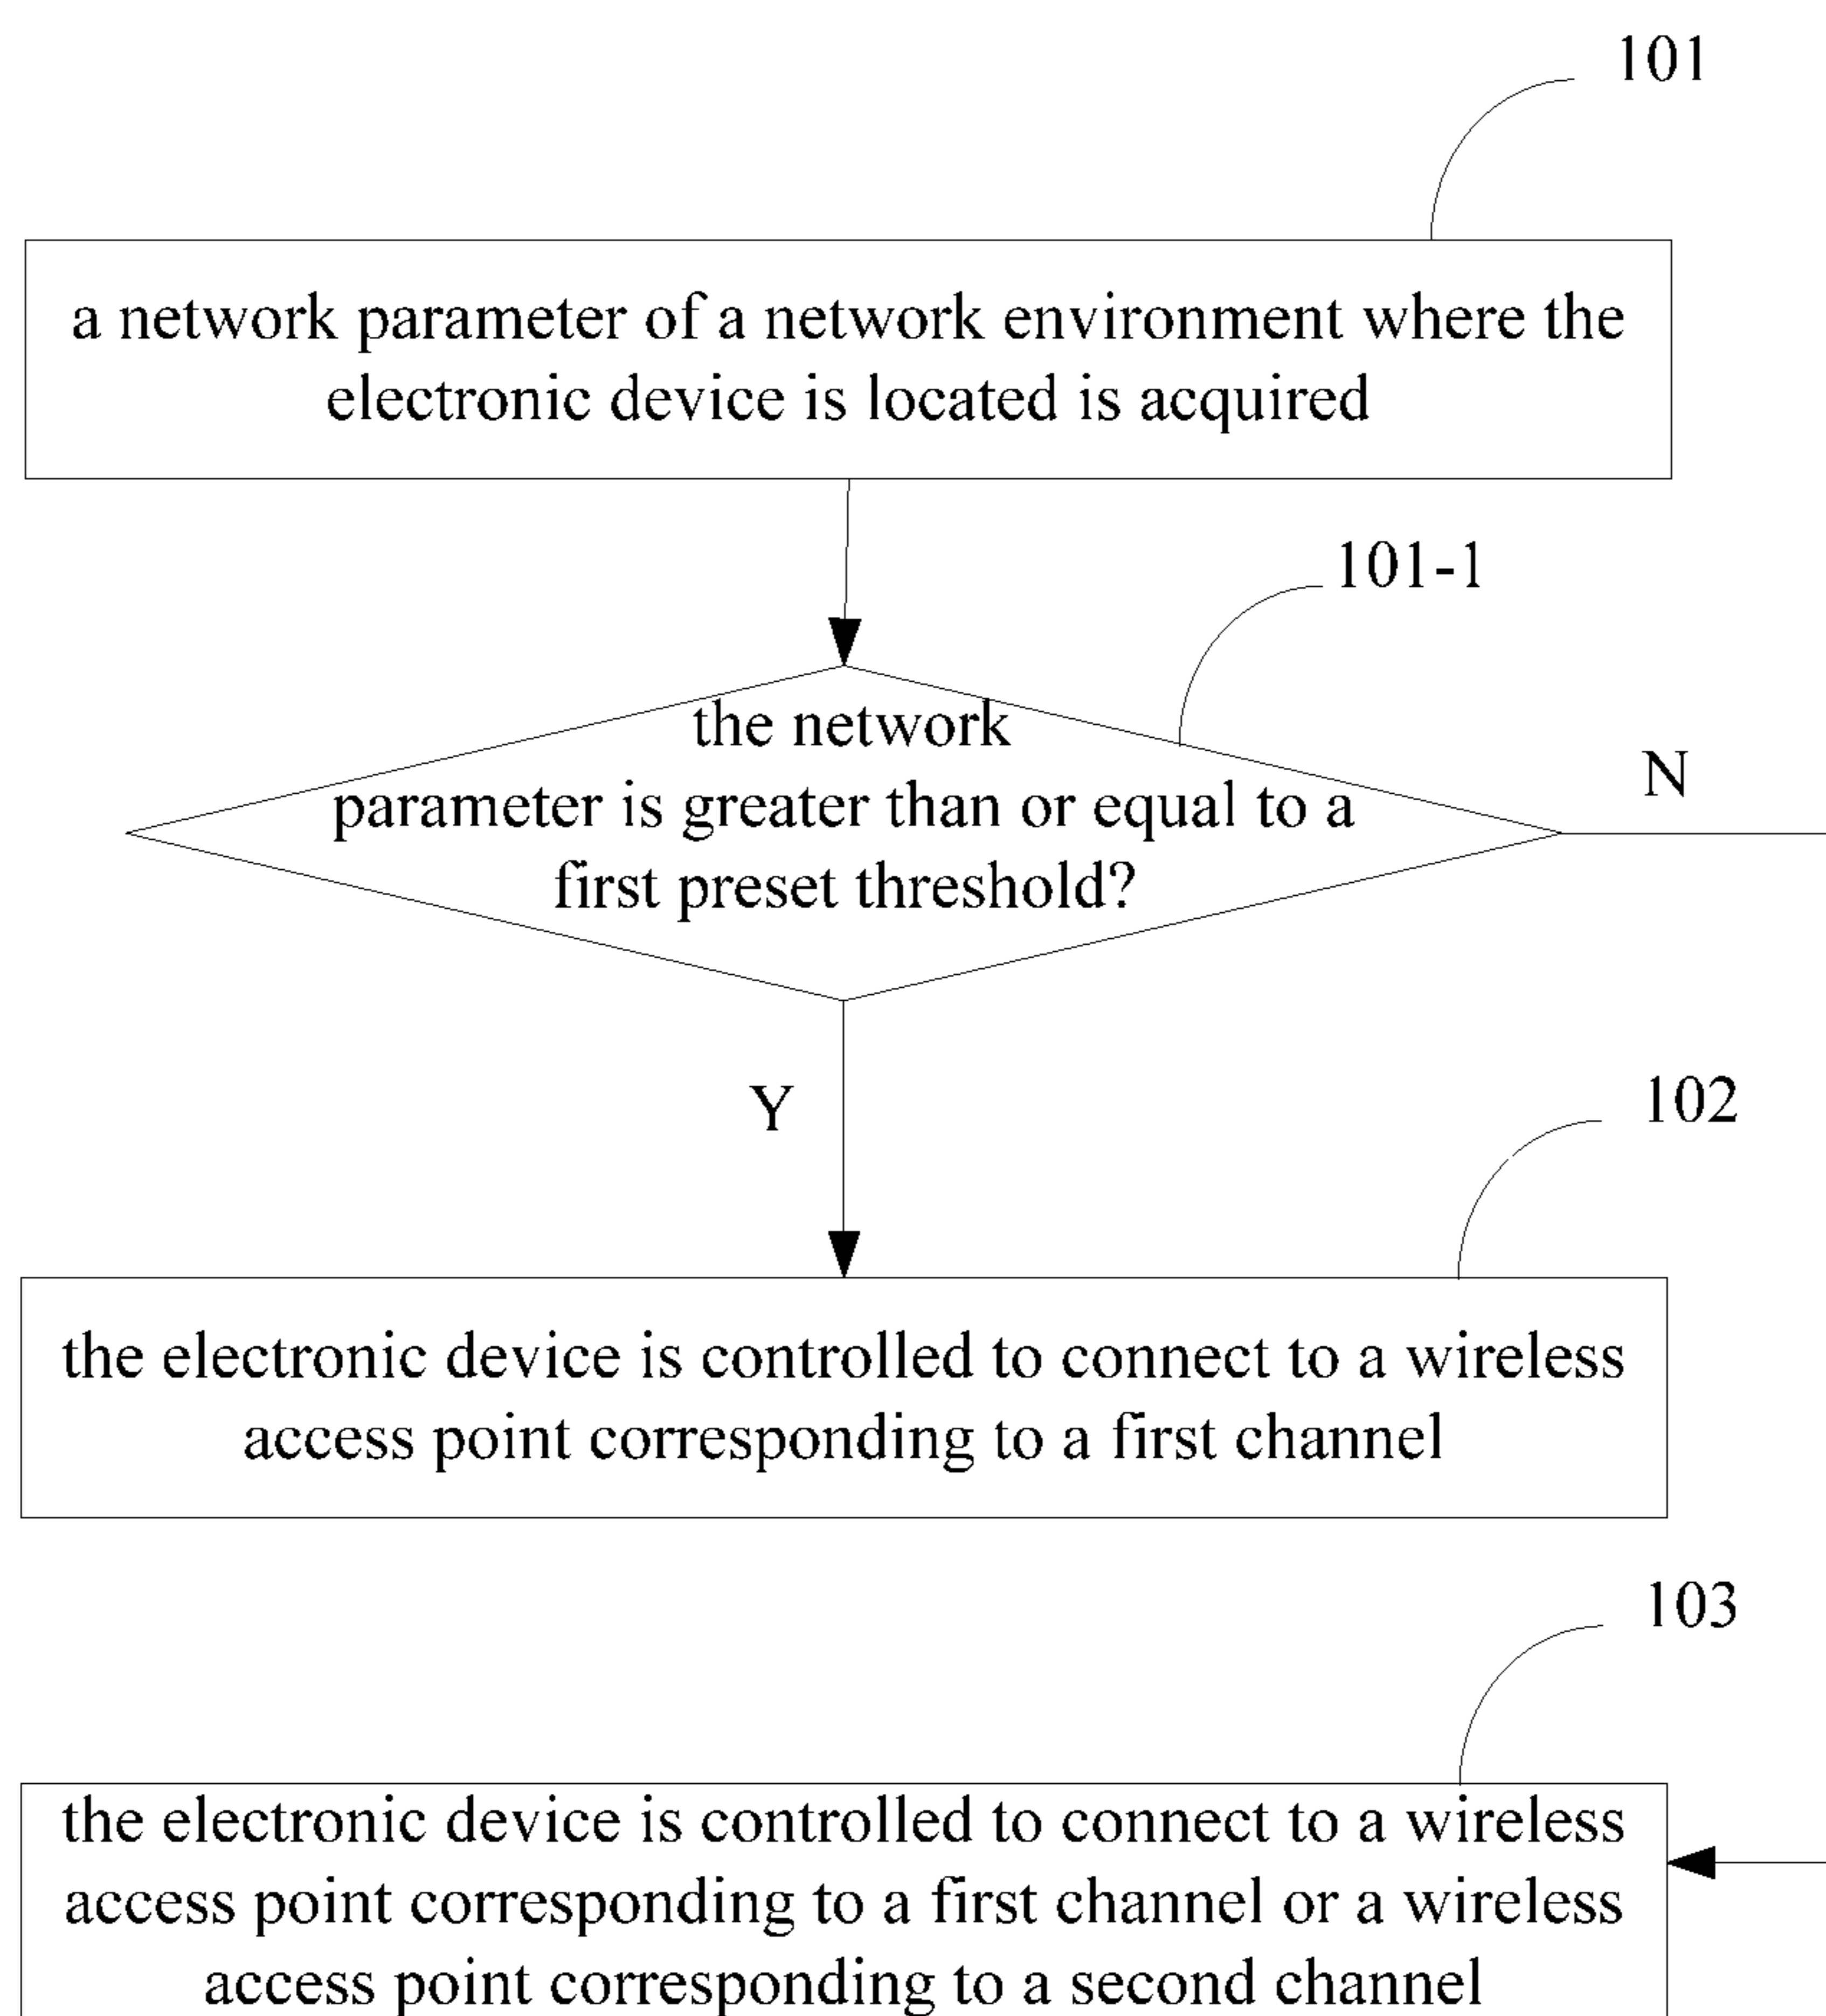 101
a network parameter of a network environment where the
electronic device is located is acquired
101-1
the network
parameter is greater than or equal to a
first preset threshold?
N
Y
102
the electronic device is controlled to connect to a wireless
access point corresponding to a first channel
103
the electronic device is controlled to connect to a wireless
access point corresponding to a first channel or a wireless
access point corresponding to a second channel